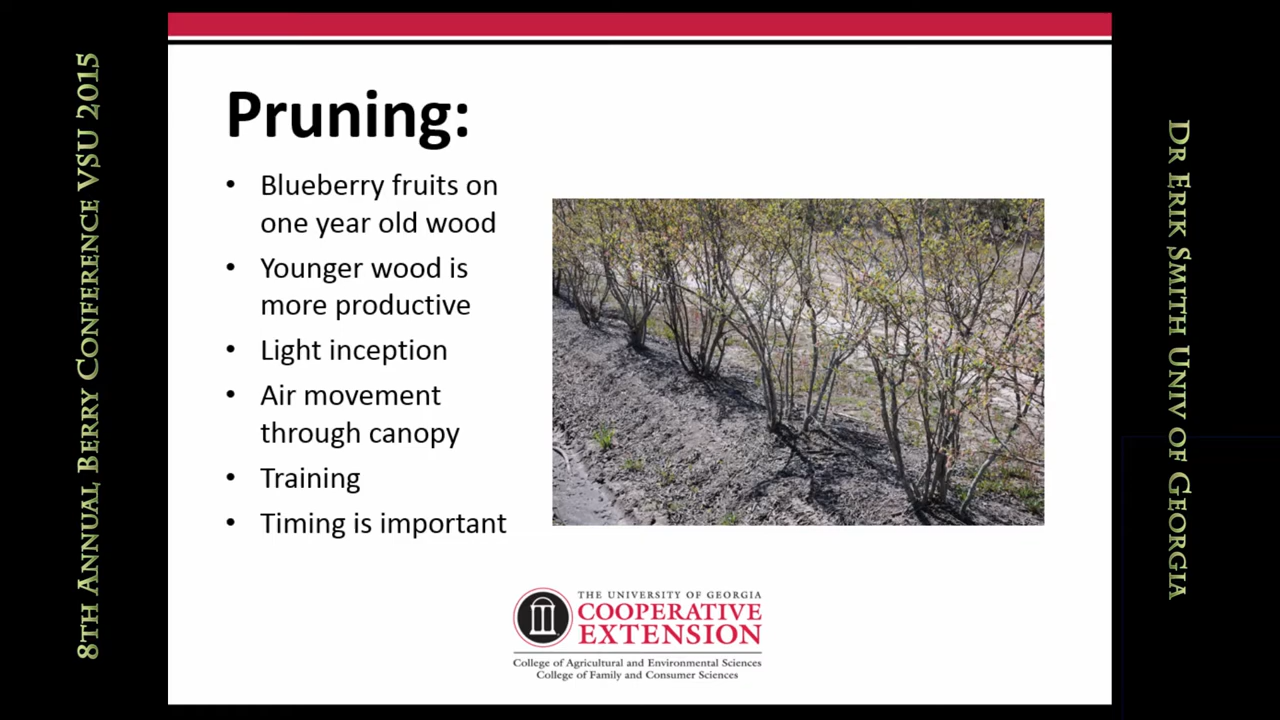 8TH ANNUAL BERRY CONFERENCE VSU 2015
Pruning:
• Blueberry fruits on
one year old wood
• Younger wood is
more productive
• Light inception
• Air movement
through canopy
• Training
• Timing is important
THE UNIVERSITY OF GEORGIA
COOPERATIVE
EXTENSION
College of Agricultural and Environmental Sciences
College of Family and Consumer Sciences
DR ERIK SMITH UNIV OF GEORGIA